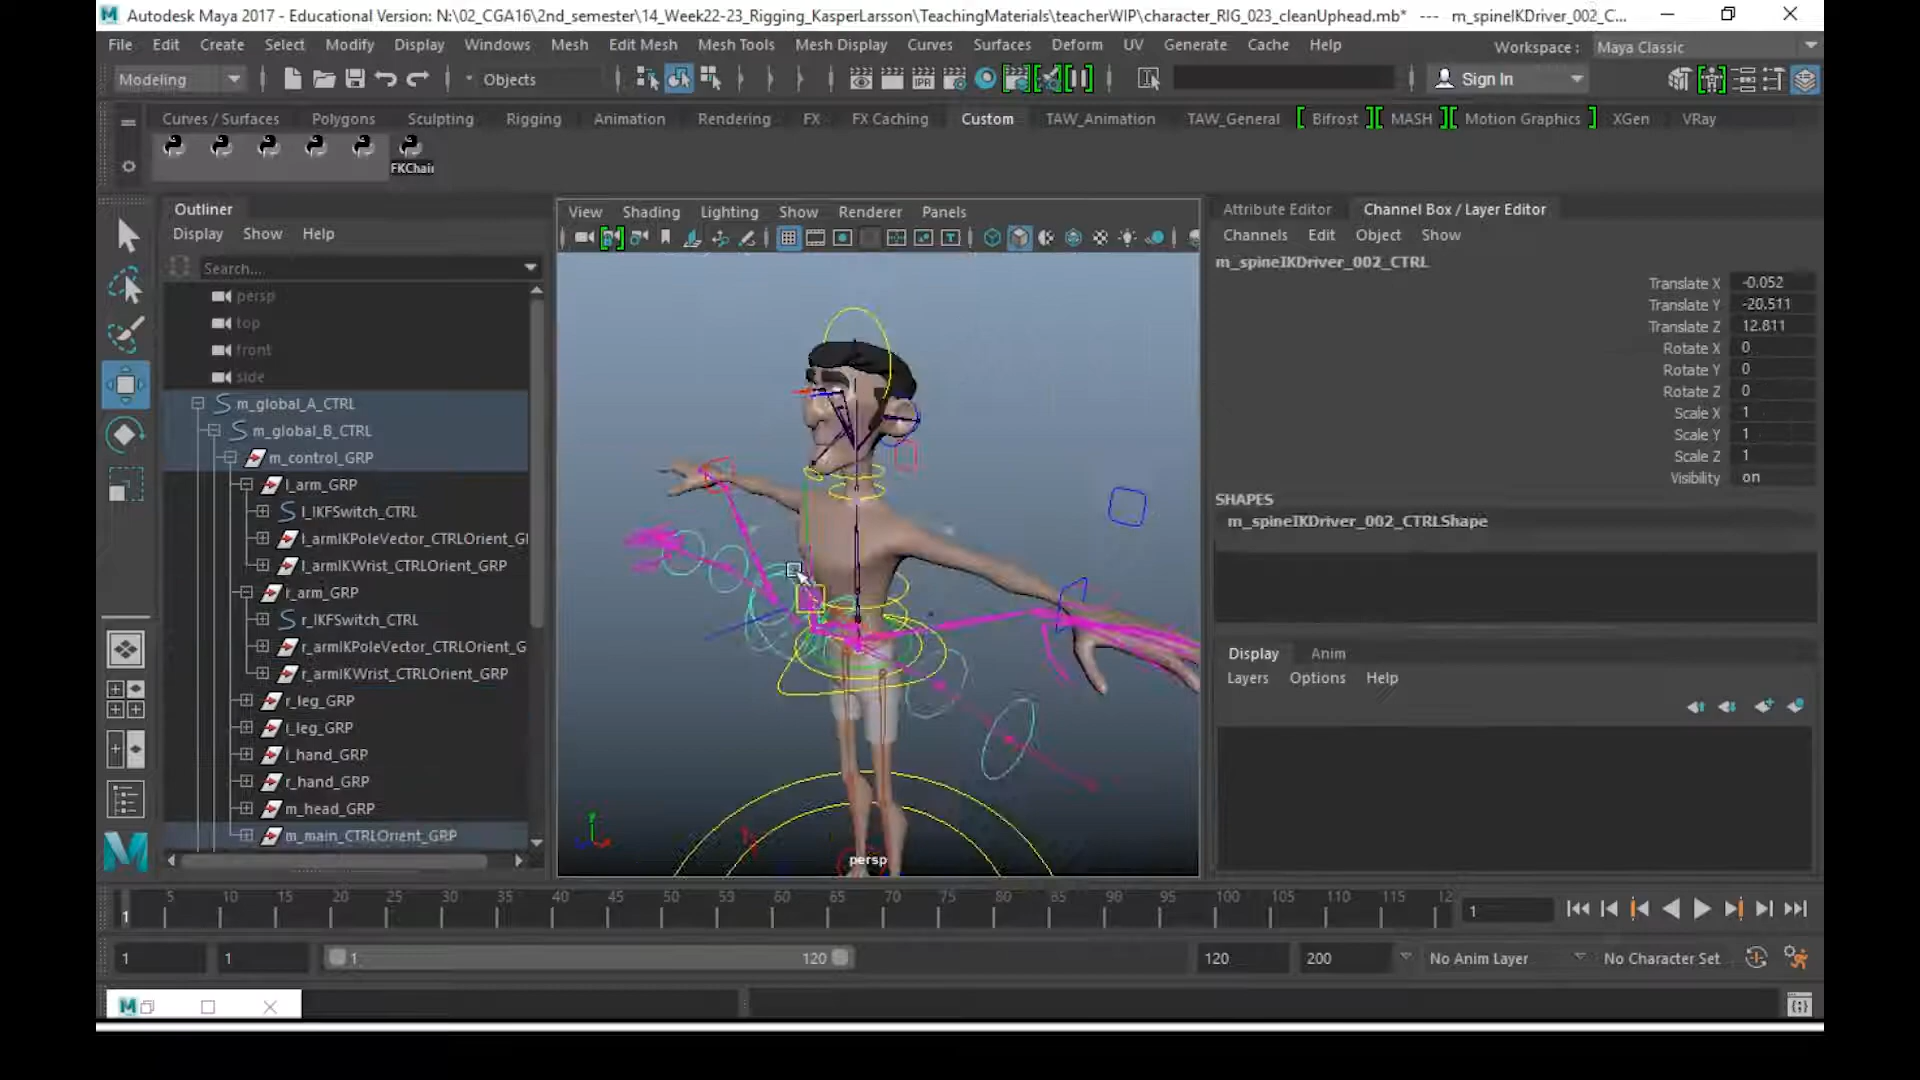 Autodesk Maya 2017 - Educational Version: N:\02_CGA16\2nd_semester\14_Week22-23_Rigging_KasperLarsson\TeachingMaterials\teacherWIP\character_RIG_023_cleanUphead.mb* --- m_spineIKDriver_002_C...
File Edit Create Select Modify Display Windows Mesh Edit Mesh Mesh Tools Mesh Display Curves Surfaces Deform UV Generate Cache Help Workspace : Maya Classic
Modeling Objects IPR Sign In
Curves / Surfaces Polygons Sculpting Rigging Animation Rendering FX FX Caching Custom TAW_Animation TAW_General Bifrost MASH Motion Graphics XGen VRay
FKChair
Outliner
Display Show Help
Search....
persp
top
front
side
m_global_A_CTRL
m_global_B_CTRL
m_control_GRP
l_arm_GRP
l_IKFSwitch_CTRL
l_armIKPoleVector_CTRLOrient_G
l_armIKWrist_CTRLOrient_GRP
r_arm_GRP
r_IKFSwitch_CTRL
r_armIKPoleVector_CTRLOrient_G
r_armIKWrist_CTRLOrient_GRP
r_leg_GRP
l_leg_GRP
l_hand_GRP
r_hand_GRP
m_head_GRP
m_main_CTRLOrient_GRP
View Shading Lighting Show Renderer Panels
persp
Attribute Editor Channel Box / Layer Editor
Channels Edit Object Show
m_spineIKDriver_002_CTRL
Translate X -0.052
Translate Y -20.511
Translate Z 12.811
Rotate X 0
Rotate Y 0
Rotate Z 0
Scale X 1
Scale Y 1
Scale Z 1
Visibility on
SHAPES
m_spineIKDriver_002_CTRLShape
Display Anim
Layers Options Help
1 5 10 15 20 25 30 35 40 45 50 55 60 65 70 75 80 85 90 95 100 105 110 115 12 1
1 1 1 120 120 200 No Anim Layer No Character Set